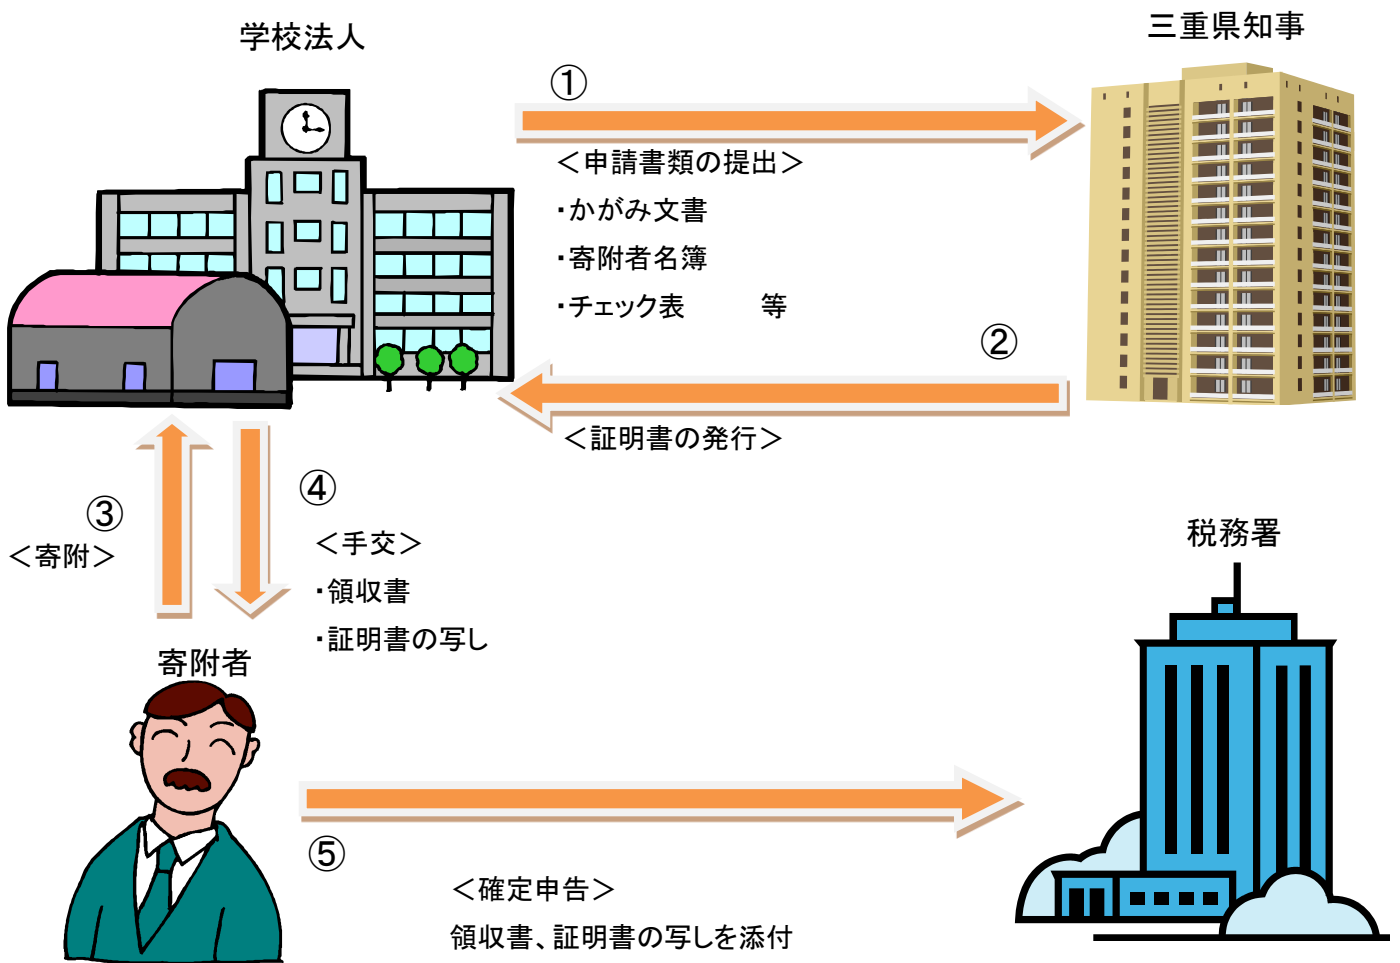 学校法人
三重県知事
①
＜申請書類の提出＞
・かがみ文書
・寄附者名簿
・チェック表　　　等
②
＜証明書の発行＞
③
＜寄附＞
④
＜手交＞
・領収書
・証明書の写し
寄附者
税務署
⑤
＜確定申告＞
領収書、証明書の写しを添付